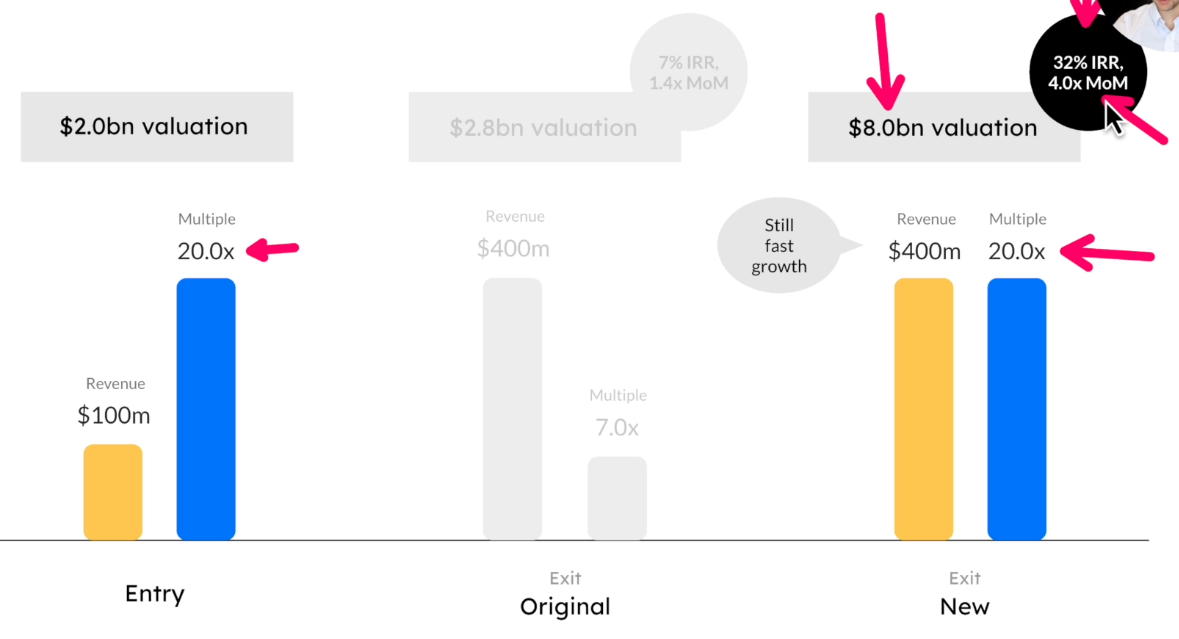 $2.0bn valuation
Multiple
20.0x
Revenue
$100m
Entry
7% IRR,
1.4x MoM
$2.8bn valuation
Revenue
$400m
Multiple
7.0x
Exit
Original
32% IRR,
4.0x MoM
$8.0bn valuation
Still
fast
growth
Revenue Multiple
$400m 20.0x
Exit
New